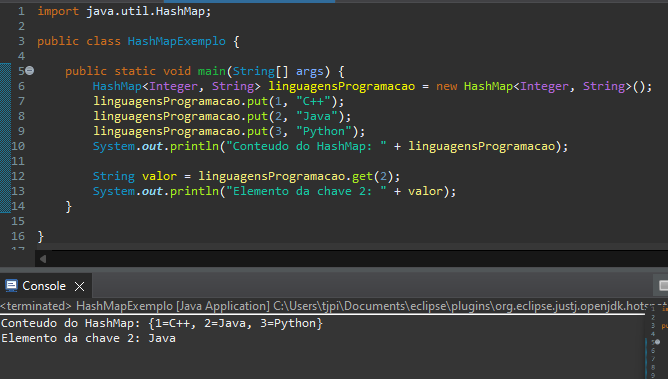 1 import java.util.HashMap;
2
3 public class HashMapExemplo {
4
5 public static void main(String[] args) {
6 HashMap<Integer, String> linguagensProgramacao = new HashMap<Integer, String>();
7 linguagensProgramacao.put(1, "C++");
8 linguagensProgramacao.put(2, "Java");
9 linguagensProgramacao.put(3, "Python");
10 System.out.println("Conteudo do HashMap: " + linguagensProgramacao);
11
12 String valor = linguagensProgramacao.get(2);
13 System.out.println("Elemento da chave 2: " + valor);
14 }
15
16 }
17
Console
<terminated> HashMapExemplo [Java Application] C:\Users\tjpi\Documents\eclipse\plugins\org.eclipse.justj.openjdk.hotspot
Conteudo do HashMap: {1=C++, 2=Java, 3=Python}
Elemento da chave 2: Java